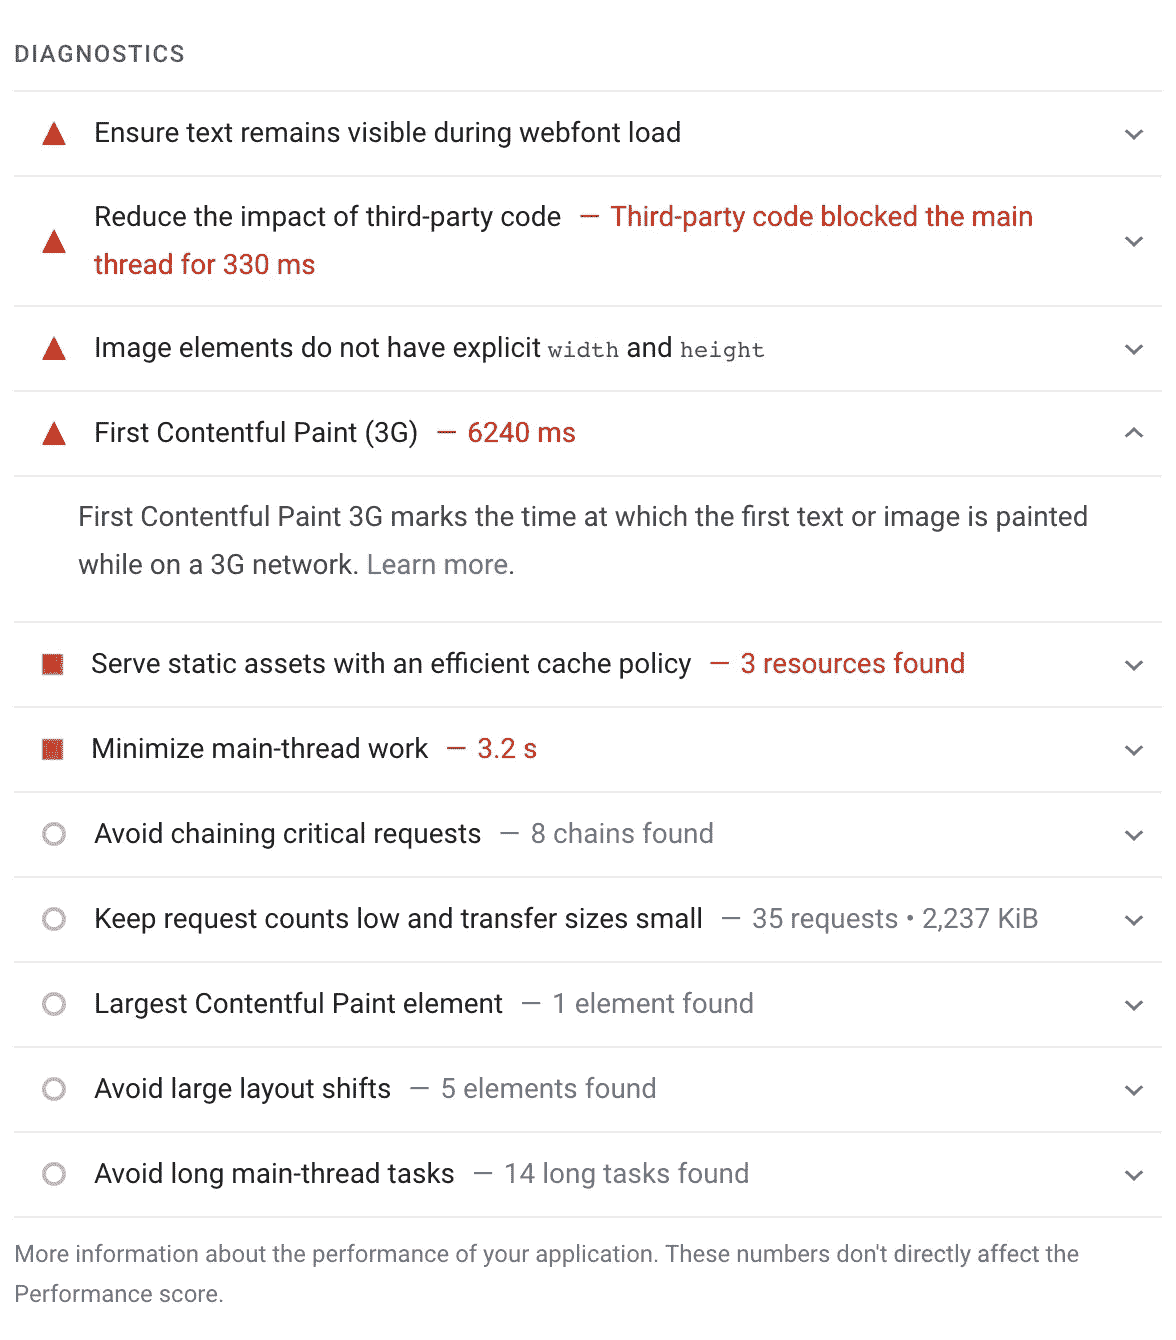 DIAGNOSTICS
Ensure text remains visible during webfont load
Reduce the impact of third-party code — Third-party code blocked the main
thread for 330 ms
Image elements do not have explicit width and height
First Contentful Paint (3G) — 6240 ms
First Contentful Paint 3G marks the time at which the first text or image is painted
while on a 3G network. Learn more.
Serve static assets with an efficient cache policy — 3 resources found
Minimize main-thread work — 3.2 s
Avoid chaining critical requests — 8 chains found
Keep request counts low and transfer sizes small — 35 requests • 2,237 KiB
Largest Contentful Paint element — 1 element found
Avoid large layout shifts — 5 elements found
Avoid long main-thread tasks — 14 long tasks found
More information about the performance of your application. These numbers don't directly affect the
Performance score.